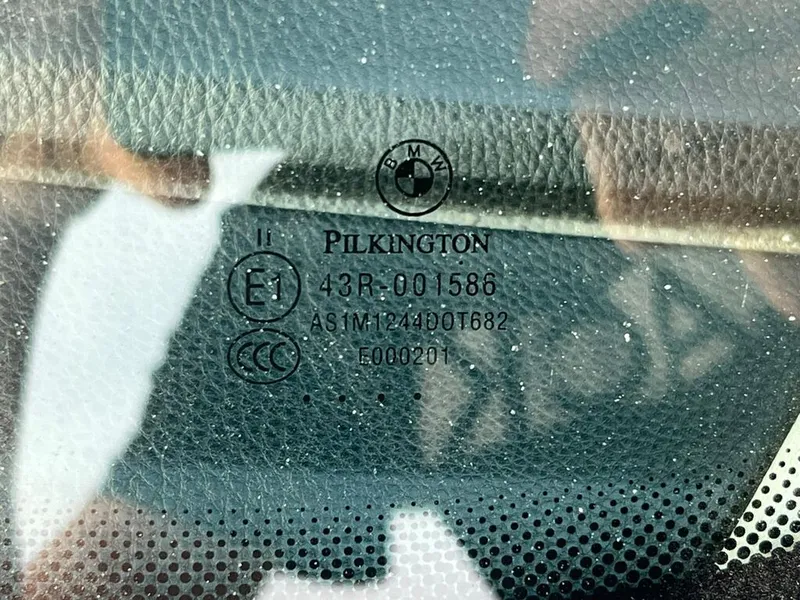 BMW
II
PILKINGTON
E1 43R-001586
AS1M1244DOT682
CCC E000201
. . . .